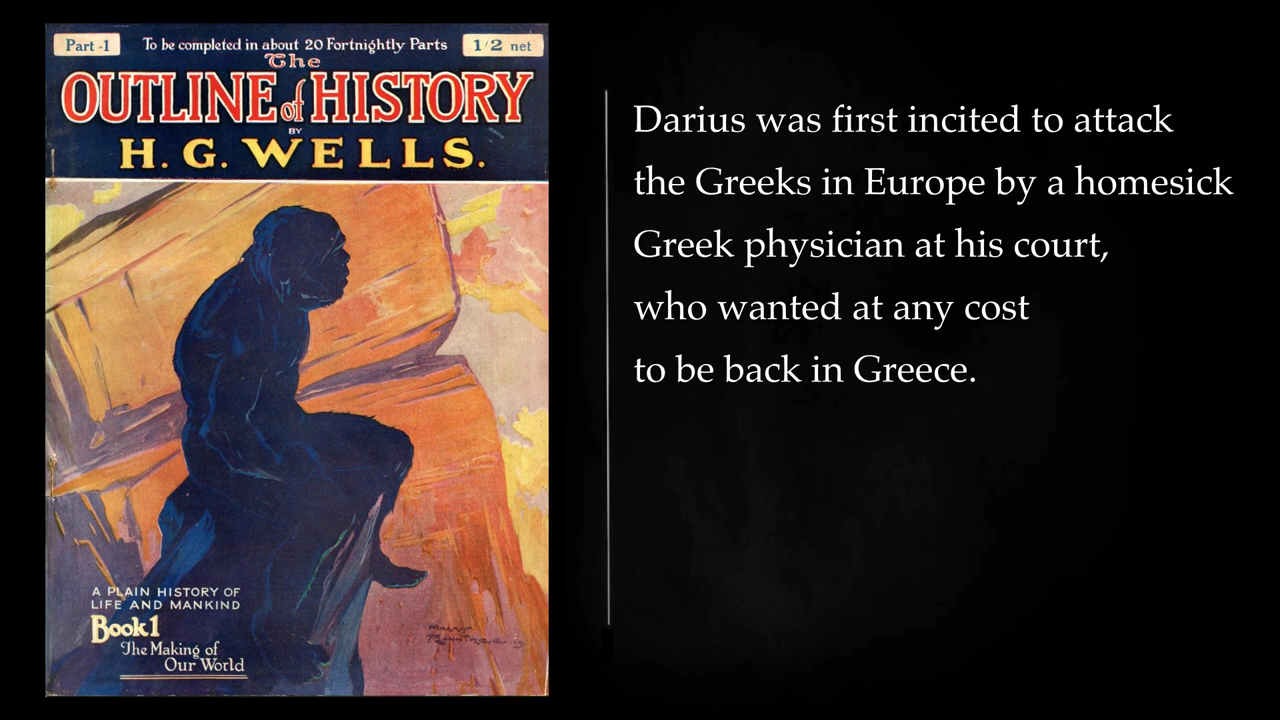 Part -1
To be completed in about 20 Fortnightly Parts
1/2 net
The
OUTLINE of HISTORY
BY
H. G. WELLS.
A PLAIN HISTORY OF
LIFE AND MANKIND
Book 1
The Making of
Our World
Darius was first incited to attack
the Greeks in Europe by a homesick
Greek physician at his court,
who wanted at any cost
to be back in Greece.